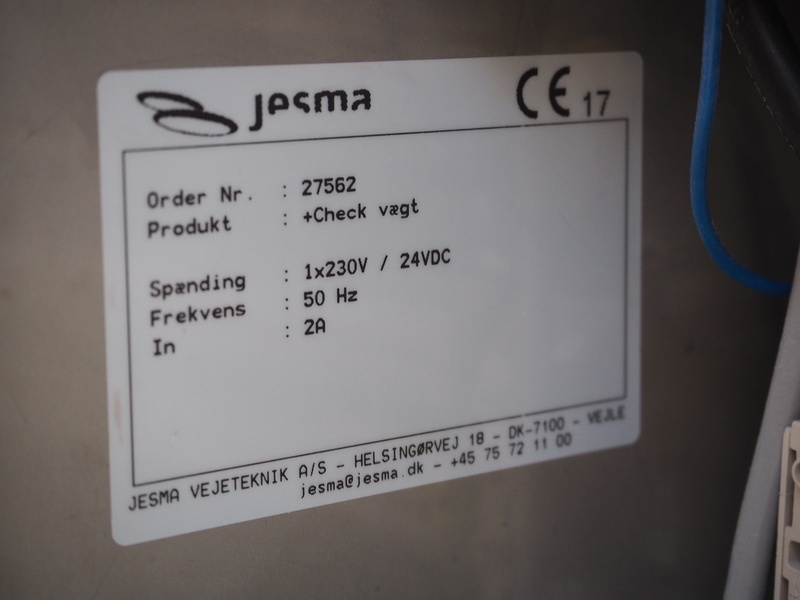 jesma
CE 17
Order Nr. : 27562
Produkt : +Check vægt
Spænding : 1x230V / 24VDC
Frekvens : 50 Hz
In : 2A
JESMA VEJETEKNIK A/S - HELSINGØRVEJ 18 - DK-7100 - VEJLE
jesma@jesma.dk - +45 75 72 11 00